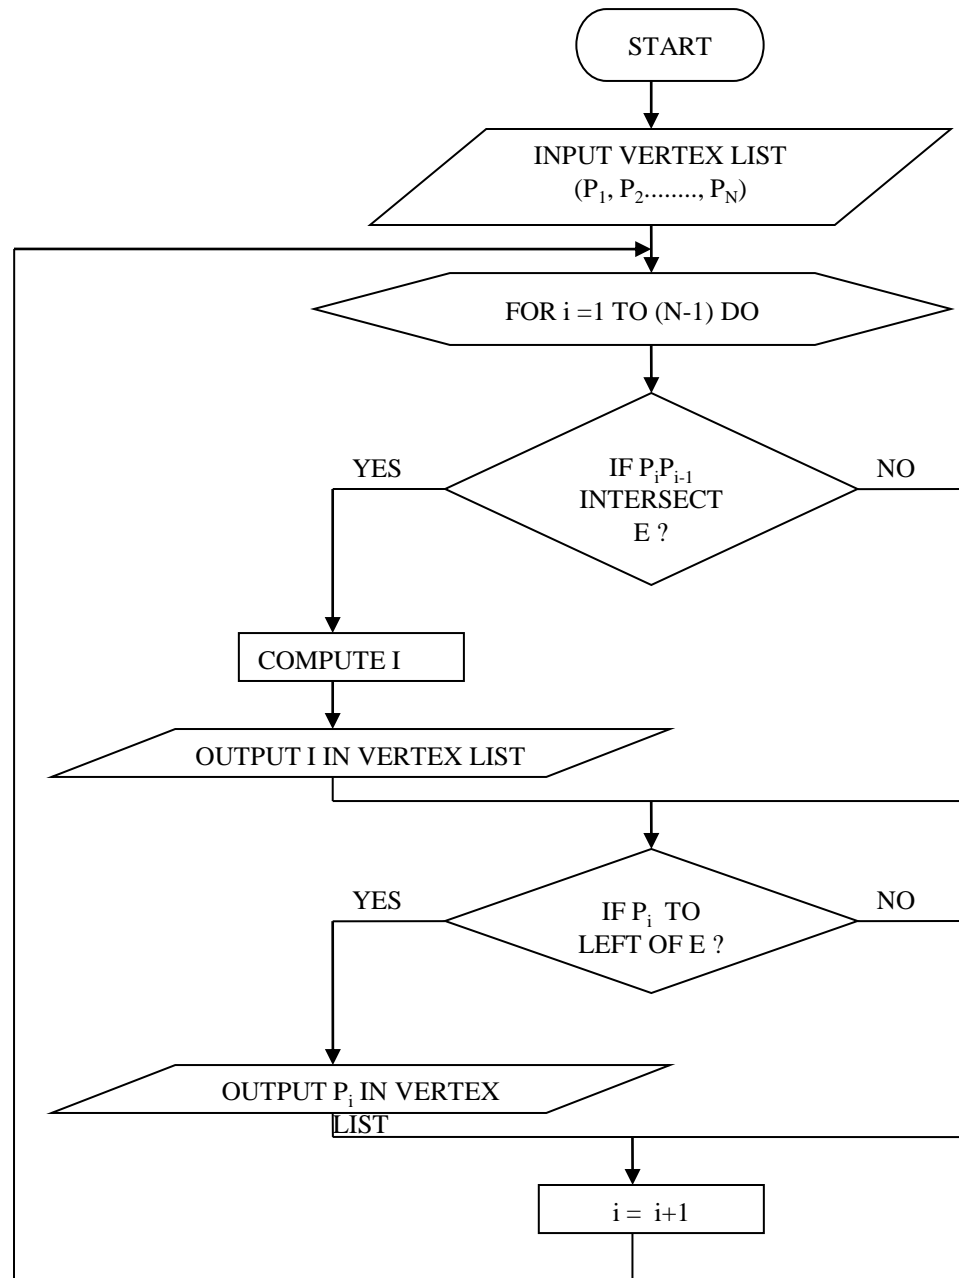 START
INPUT VERTEX LIST
(P₁, P₂........, P_N)
FOR i =1 TO (N-1) DO
YES
IF PᵢPᵢ₋₁
INTERSECT
E ?
NO
COMPUTE I
OUTPUT I IN VERTEX LIST
YES
IF Pᵢ TO
LEFT OF E ?
NO
OUTPUT Pᵢ IN VERTEX
LIST
i = i+1